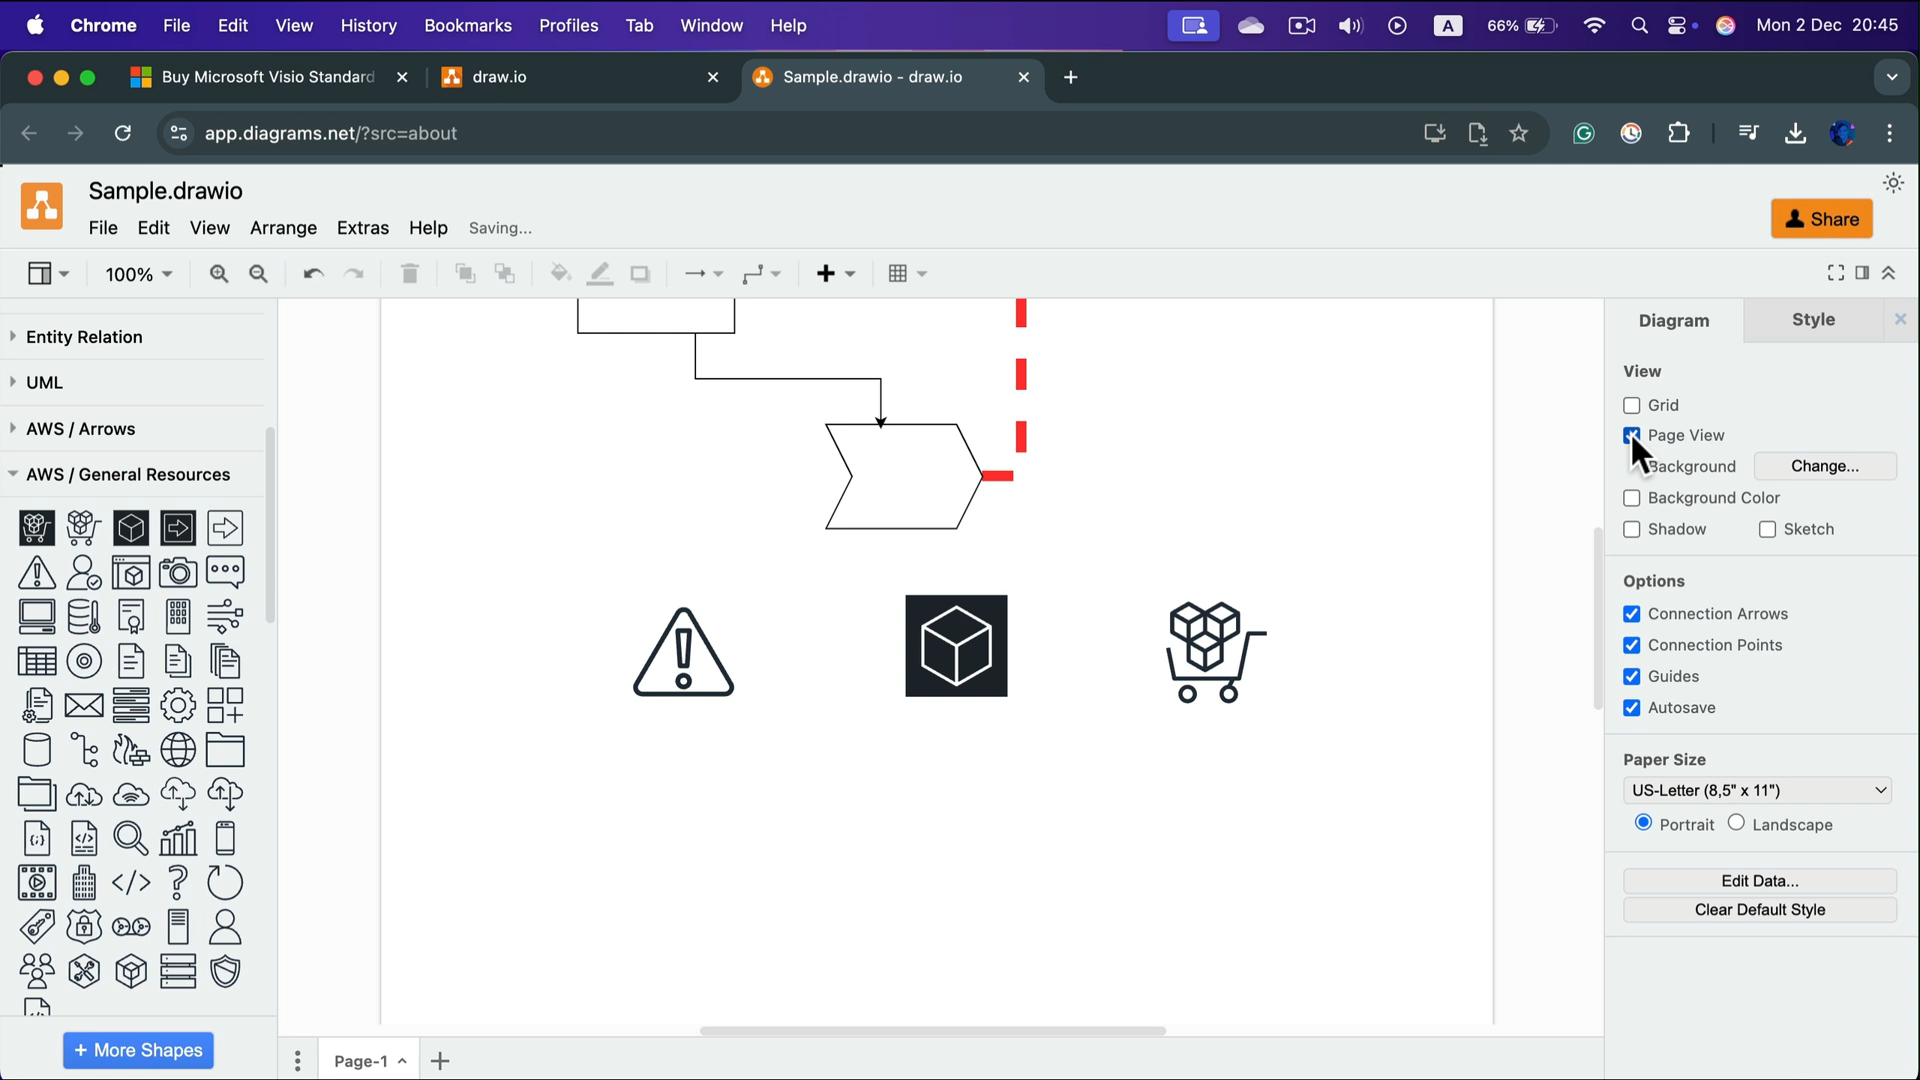 Chrome File Edit View History Bookmarks Profiles Tab Window Help A 66% Mon 2 Dec 20:45
Buy Microsoft Visio Standard draw.io Sample.drawio - draw.io
app.diagrams.net/?src=about
Sample.drawio
File Edit View Arrange Extras Help Saving...
Share
100%
Diagram Style
Entity Relation
UML
AWS / Arrows
AWS / General Resources
View
Grid
Page View
Background Change...
Background Color
Shadow Sketch
Options
Connection Arrows
Connection Points
Guides
Autosave
Paper Size
US-Letter (8,5" x 11")
Portrait Landscape
Edit Data...
Clear Default Style
+ More Shapes
Page-1